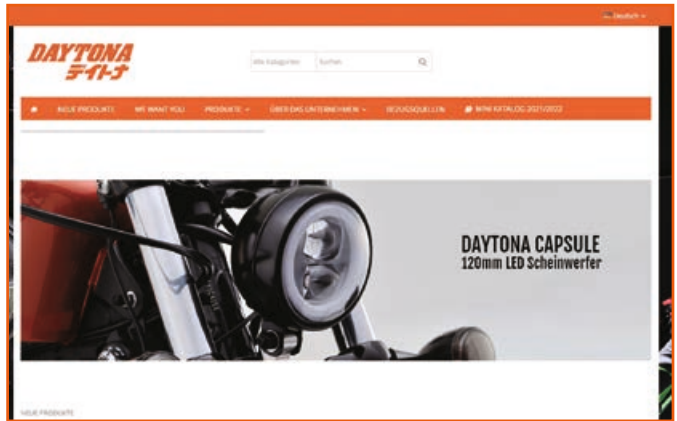 Deutsch
DAYTONA
デイトナ
Alle Kategorien Suchen
NEUE PRODUKTE WE WANT YOU PRODUKTE ÜBER DAS UNTERNEHMEN BEZUGSQUELLEN MINI KATALOG 2021/2022
DAYTONA CAPSULE
120mm LED Scheinwerfer
NEUE PRODUKTE